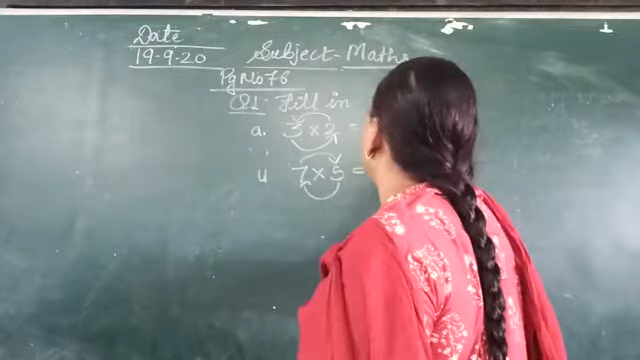 Date
19-9-20
Subject-Maths
Pg No 76
Q1. Fill in
a. 3 × 2
7 × 5 =